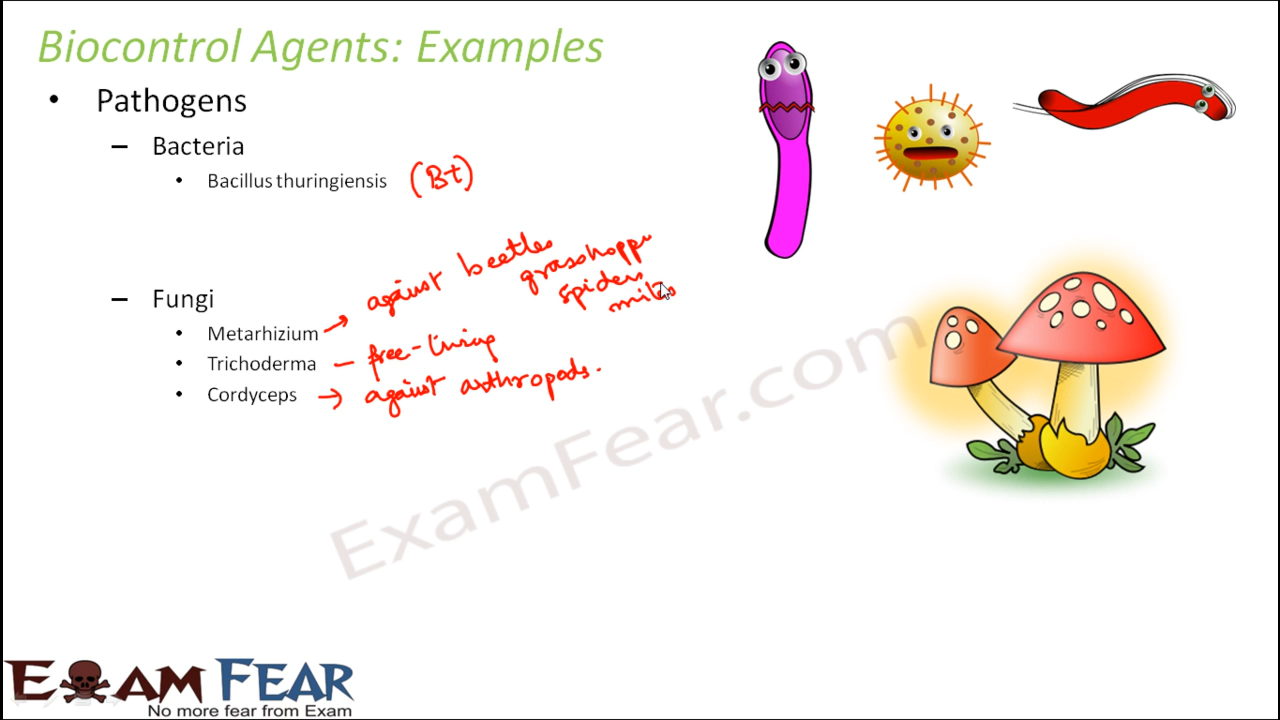 Biocontrol Agents: Examples
• Pathogens
– Bacteria
• Bacillus thuringiensis (Bt)
against beetles
grasshoppe
spiders
mites
– Fungi
• Metarhizium →
• Trichoderma – free-living
• Cordyceps → against arthropods.
ExamFear.com
EXAM FEAR
No more fear from Exam